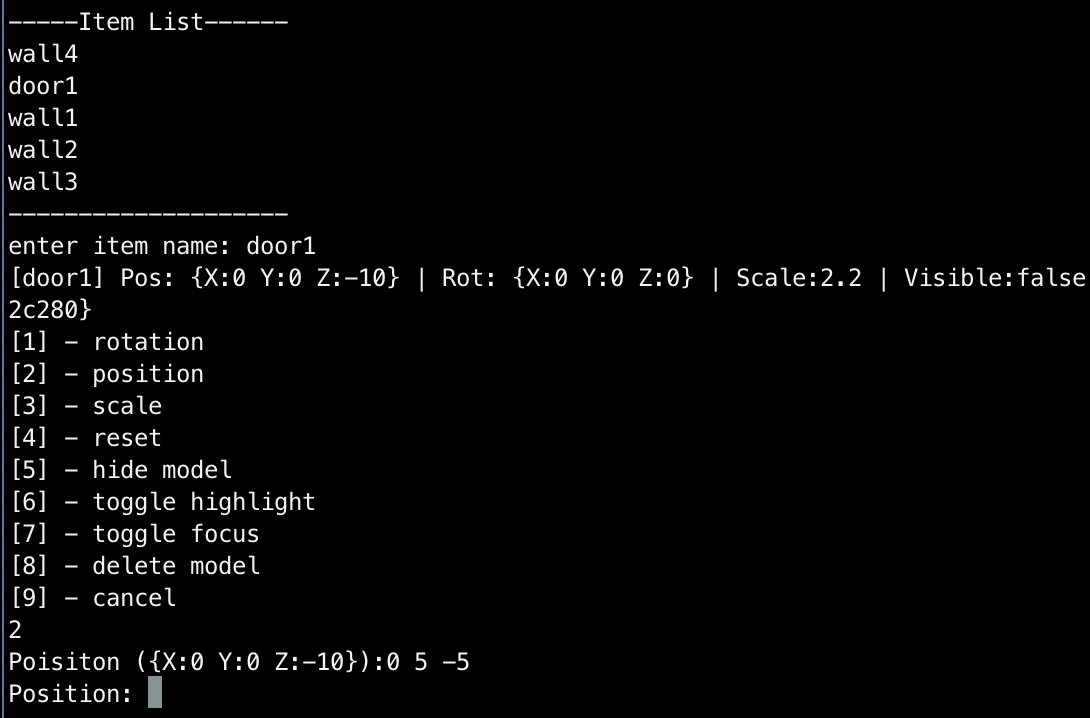 -----Item List------
wall4
door1
wall1
wall2
wall3
--------------------
enter item name: door1
[door1] Pos: {X:0 Y:0 Z:-10} | Rot: {X:0 Y:0 Z:0} | Scale:2.2 | Visible:false
2c280}
[1] - rotation
[2] - position
[3] - scale
[4] - reset
[5] - hide model
[6] - toggle highlight
[7] - toggle focus
[8] - delete model
[9] - cancel
2
Poisiton ({X:0 Y:0 Z:-10}):0 5 -5
Position: